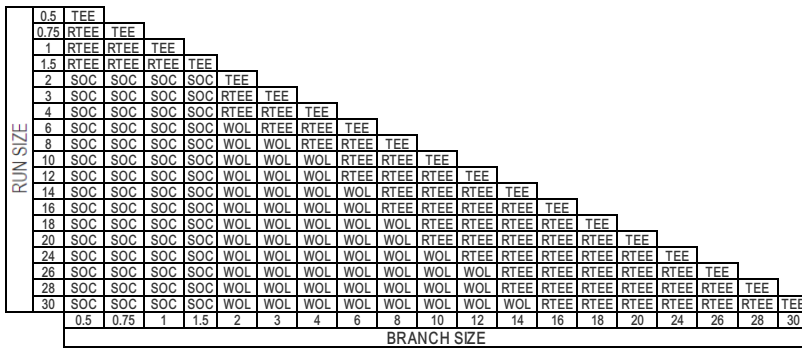 RUN SIZE
0.5 TEE
0.75 RTEE TEE
1 RTEE RTEE TEE
1.5 RTEE RTEE RTEE TEE
2 SOC SOC SOC SOC TEE
3 SOC SOC SOC SOC RTEE TEE
4 SOC SOC SOC SOC RTEE RTEE TEE
6 SOC SOC SOC SOC WOL RTEE RTEE TEE
8 SOC SOC SOC SOC WOL WOL RTEE RTEE TEE
10 SOC SOC SOC SOC WOL WOL WOL RTEE RTEE TEE
12 SOC SOC SOC SOC WOL WOL WOL RTEE RTEE RTEE TEE
14 SOC SOC SOC SOC WOL WOL WOL WOL RTEE RTEE RTEE TEE
16 SOC SOC SOC SOC WOL WOL WOL WOL RTEE RTEE RTEE RTEE TEE
18 SOC SOC SOC SOC WOL WOL WOL WOL WOL RTEE RTEE RTEE RTEE TEE
20 SOC SOC SOC SOC WOL WOL WOL WOL WOL RTEE RTEE RTEE RTEE RTEE TEE
24 SOC SOC SOC SOC WOL WOL WOL WOL WOL WOL RTEE RTEE RTEE RTEE RTEE TEE
26 SOC SOC SOC SOC WOL WOL WOL WOL WOL WOL WOL RTEE RTEE RTEE RTEE RTEE TEE
28 SOC SOC SOC SOC WOL WOL WOL WOL WOL WOL WOL RTEE RTEE RTEE RTEE RTEE RTEE TEE
30 SOC SOC SOC SOC WOL WOL WOL WOL WOL WOL WOL WOL RTEE RTEE RTEE RTEE RTEE RTEE TEE
0.5 0.75 1 1.5 2 3 4 6 8 10 12 14 16 18 20 24 26 28 30
BRANCH SIZE